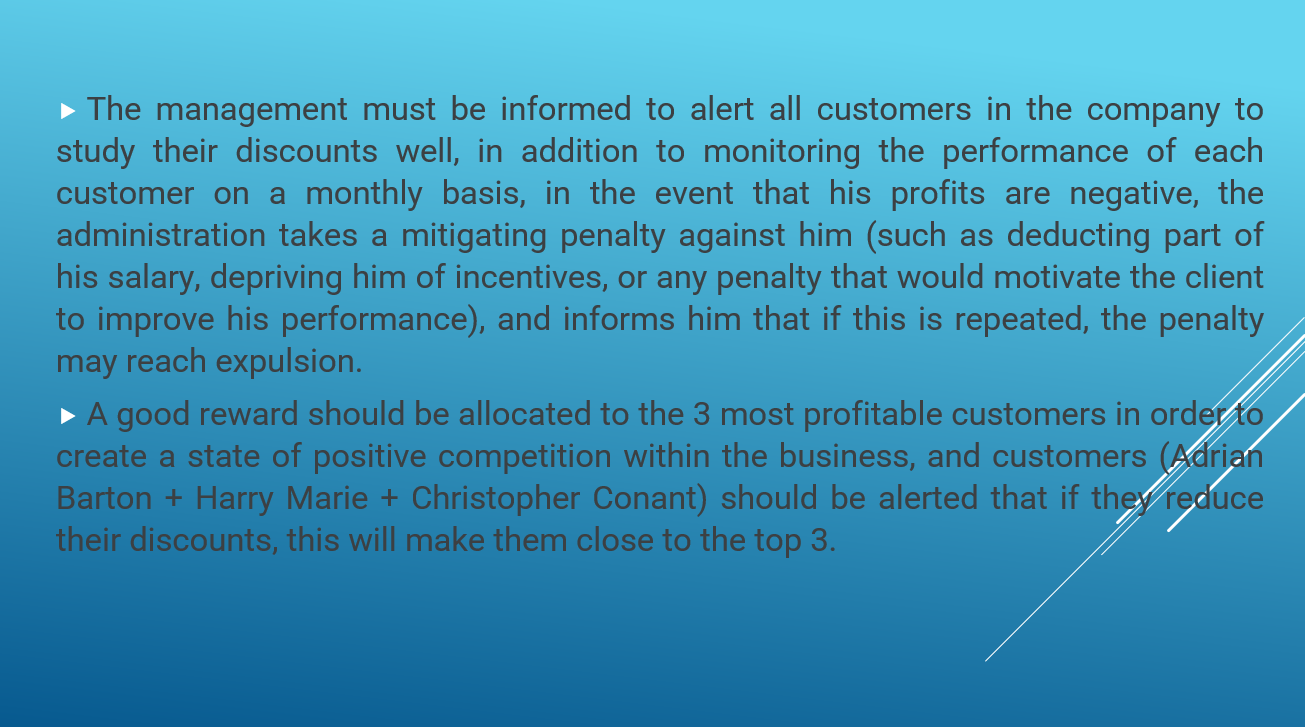 The management must be informed to alert all customers in the company to
study their discounts well, in addition to monitoring the performance of each
customer on a monthly basis, in the event that his profits are negative, the
administration takes a mitigating penalty against him (such as deducting part of
his salary, depriving him of incentives, or any penalty that would motivate the client
to improve his performance), and informs him that if this is repeated, the penalty
may reach expulsion.
A good reward should be allocated to the 3 most profitable customers in order to
create a state of positive competition within the business, and customers (Adrian
Barton + Harry Marie + Christopher Conant) should be alerted that if they reduce
their discounts, this will make them close to the top 3.